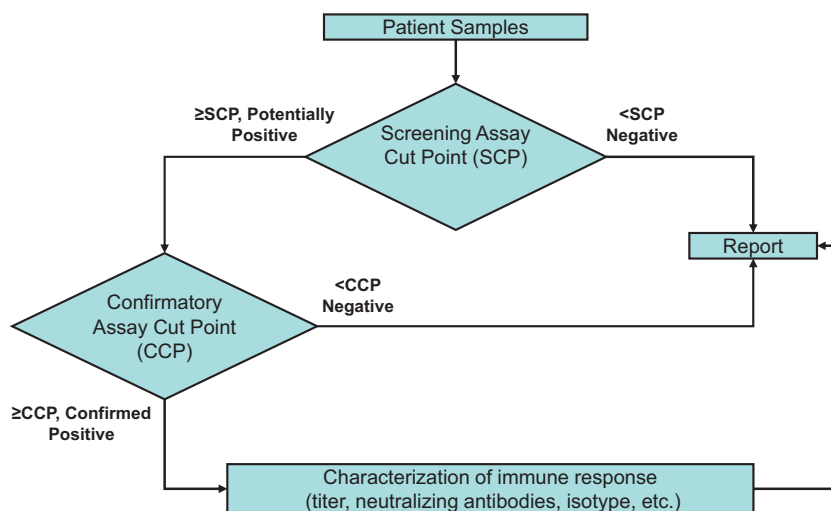 Patient Samples
≥SCP, Potentially
Positive
Screening Assay
Cut Point (SCP)
<SCP
Negative
Report
Confirmatory
Assay Cut Point
(CCP)
<CCP
Negative
≥CCP, Confirmed
Positive
Characterization of immune response
(titer, neutralizing antibodies, isotype, etc.)